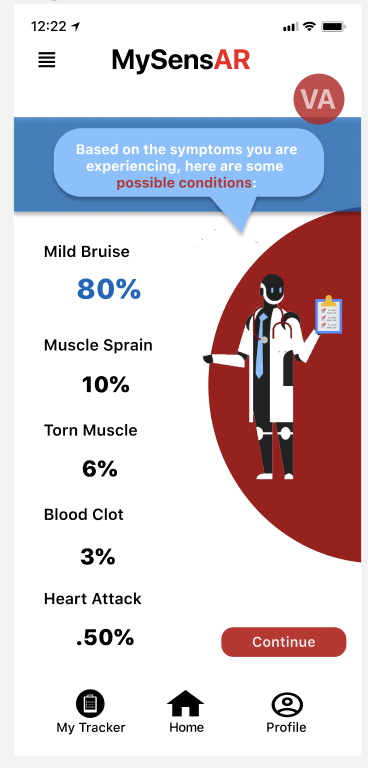 12:22
MySensAR
VA
Based on the symptoms you are
experiencing, here are some
possible conditions:
Mild Bruise
80%
Muscle Sprain
10%
Torn Muscle
6%
Blood Clot
3%
Heart Attack
.50%
Continue
My Tracker
Home
Profile